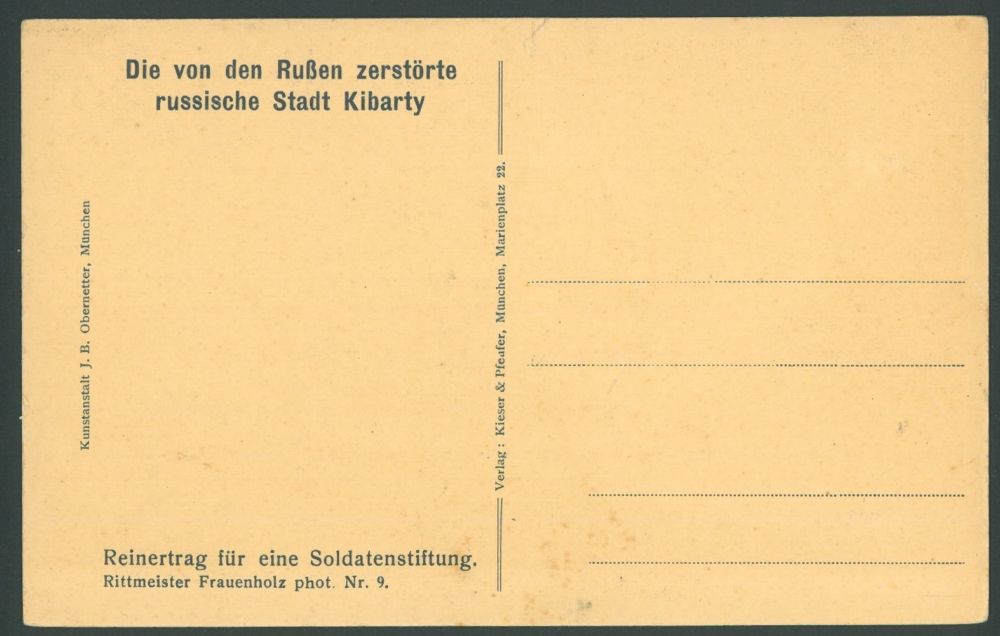 Die von den Rußen zerstörte
russische Stadt Kibarty
Kunstanstalt J. B. Obernetter, München
Verlag: Kieser & Pfeufer, München, Marienplatz 22.
Reinertrag für eine Soldatenstiftung.
Rittmeister Frauenholz phot. Nr. 9.